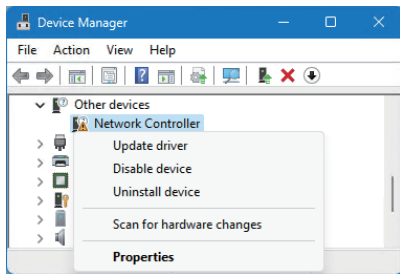 Device Manager
File Action View Help
Other devices
Network Controller
Update driver
Disable device
Uninstall device
Scan for hardware changes
Properties